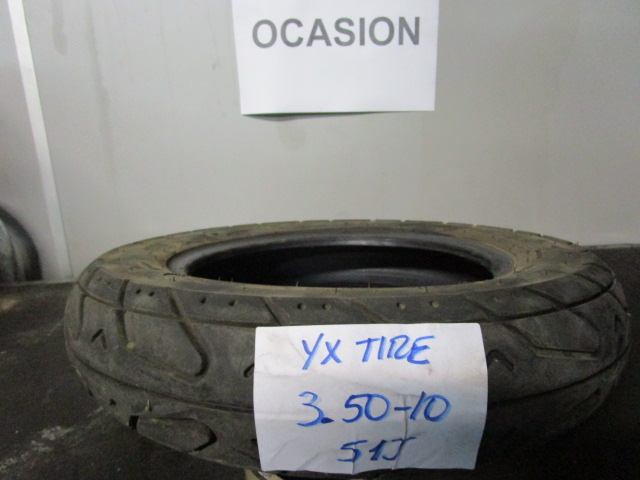 OCASION
YX TIRE
3.50-10
51J